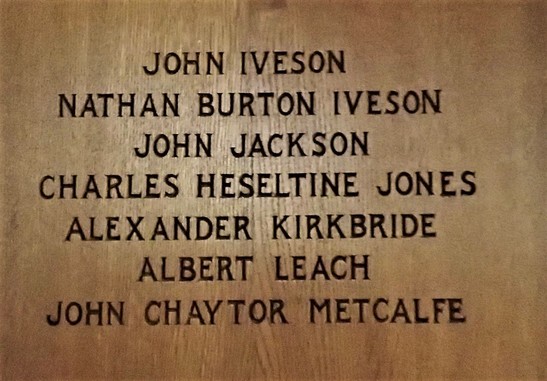 JOHN IVESON
NATHAN BURTON IVESON
JOHN JACKSON
CHARLES HESELTINE JONES
ALEXANDER KIRKBRIDE
ALBERT LEACH
JOHN CHAYTOR METCALFE